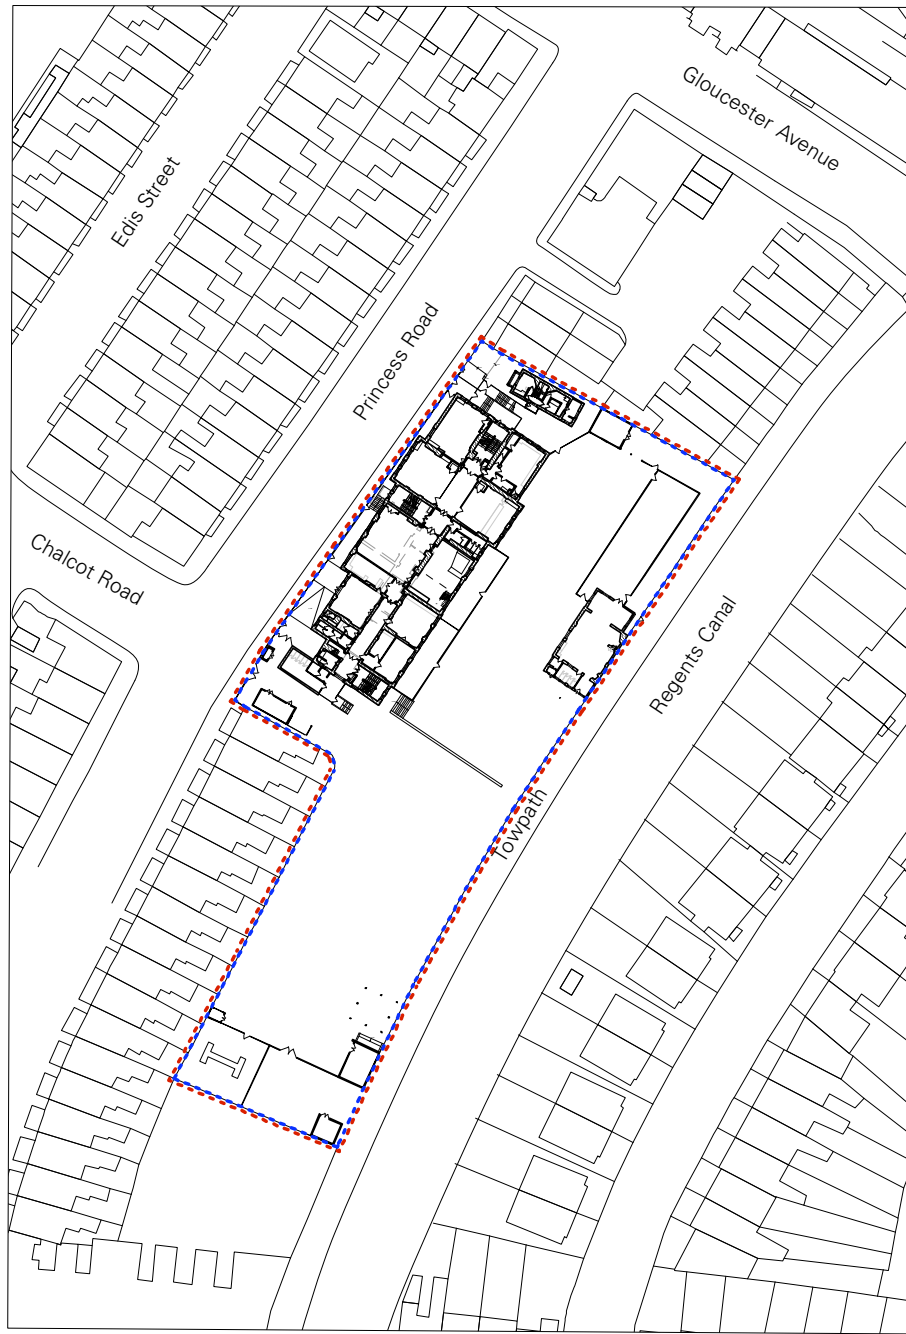 Gloucester Avenue
Edis Street
Princess Road
Chalcot Road
Regents Canal
Towpath